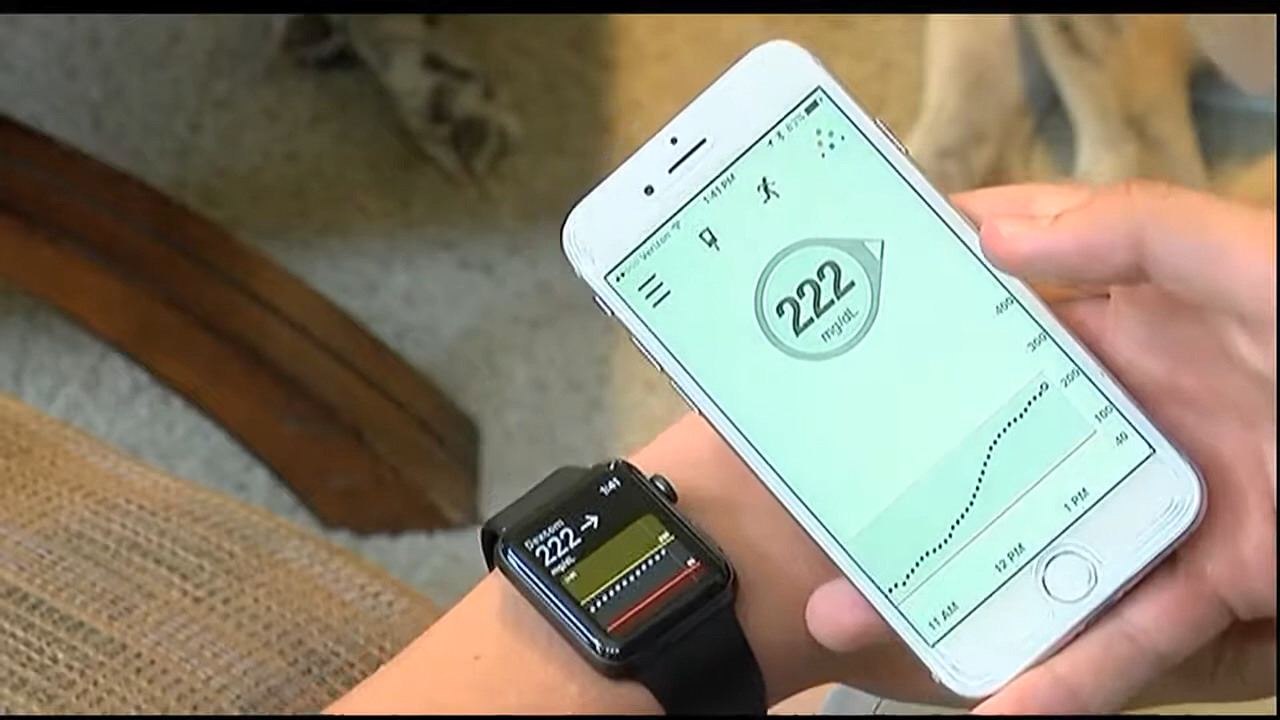 Verizon
1:41 PM
83%
222
mg/dL
400
300
200
100
40
11 AM
12 PM
1 PM
1:41
Dexcom
222
mg/dL